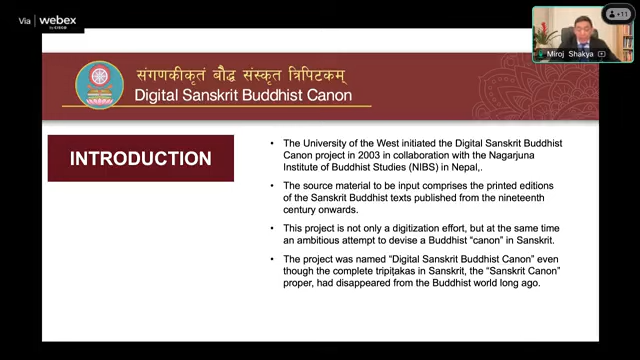 Via webex
by CISCO
+11
Miroj Shakya
संगणकीकृतं बौद्ध संस्कृत त्रिपिटकम्
Digital Sanskrit Buddhist Canon
INTRODUCTION
• The University of the West initiated the Digital Sanskrit Buddhist
Canon project in 2003 in collaboration with the Nagarjuna
Institute of Buddhist Studies (NIBS) in Nepal,.
• The source material to be input comprises the printed editions
of the Sanskrit Buddhist texts published from the nineteenth
century onwards.
• This project is not only a digitization effort, but at the same time
an ambitious attempt to devise a Buddhist “canon” in Sanskrit.
• The project was named “Digital Sanskrit Buddhist Canon” even
though the complete tripiṭakas in Sanskrit, the “Sanskrit Canon”
proper, had disappeared from the Buddhist world long ago.